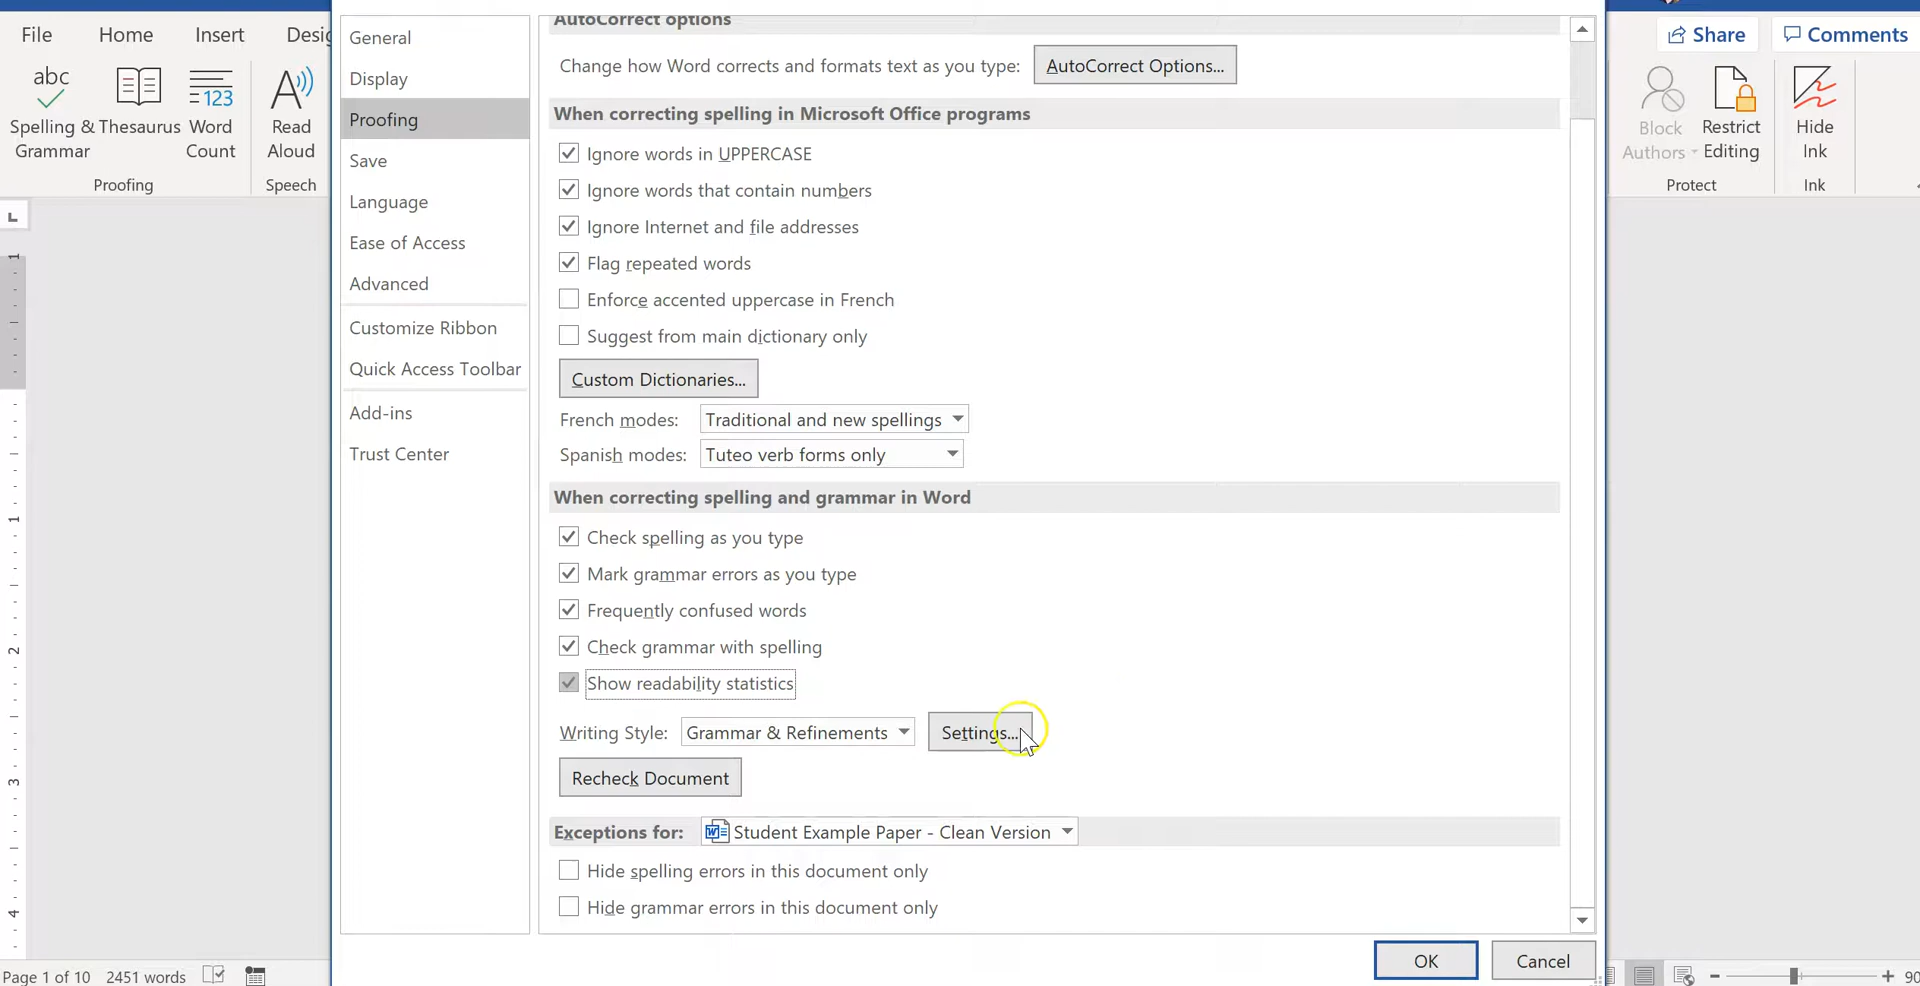 File Home Insert
abc
123
Spelling & Grammar
Thesaurus
Word Count
Read Aloud
Proofing
Speech
General
Display
Proofing
Save
Language
Ease of Access
Advanced
Customize Ribbon
Quick Access Toolbar
Add-ins
Trust Center
AutoCorrect options
Change how Word corrects and formats text as you type: AutoCorrect Options...
When correcting spelling in Microsoft Office programs
Ignore words in UPPERCASE
Ignore words that contain numbers
Ignore Internet and file addresses
Flag repeated words
Enforce accented uppercase in French
Suggest from main dictionary only
Custom Dictionaries...
French modes: Traditional and new spellings
Spanish modes: Tuteo verb forms only
When correcting spelling and grammar in Word
Check spelling as you type
Mark grammar errors as you type
Frequently confused words
Check grammar with spelling
Show readability statistics
Writing Style: Grammar & Refinements Settings...
Recheck Document
Exceptions for: Student Example Paper - Clean Version
Hide spelling errors in this document only
Hide grammar errors in this document only
OK Cancel
Share Comments
Block Authors
Restrict Editing
Hide Ink
Protect
Ink
L
1
1
2
3
4
Page 1 of 10 2451 words
90